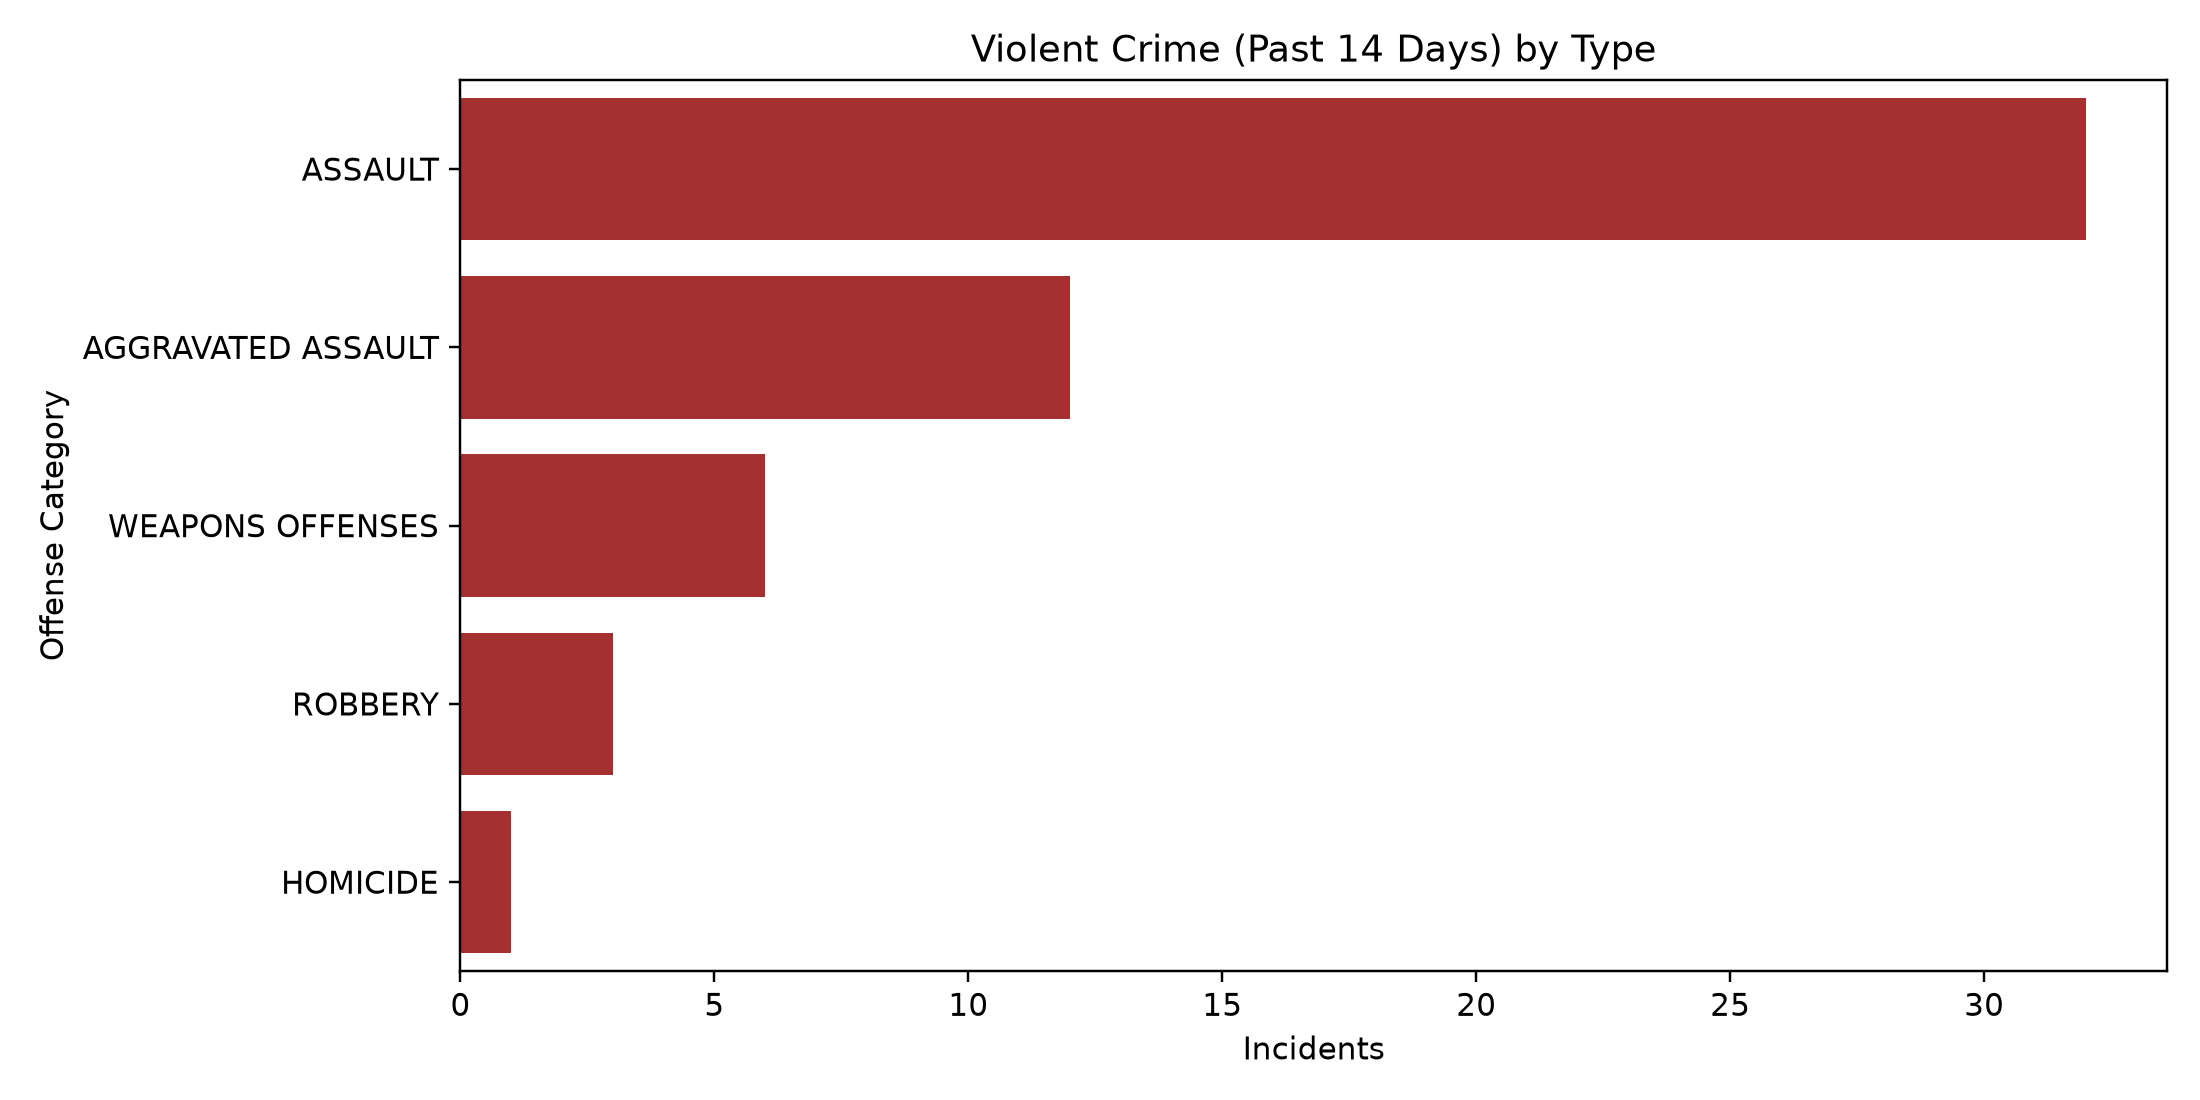 Violent Crime (Past 14 Days) by Type
ASSAULT
AGGRAVATED ASSAULT
WEAPONS OFFENSES
ROBBERY
HOMICIDE
Offense Category
0 5 10 15 20 25 30
Incidents